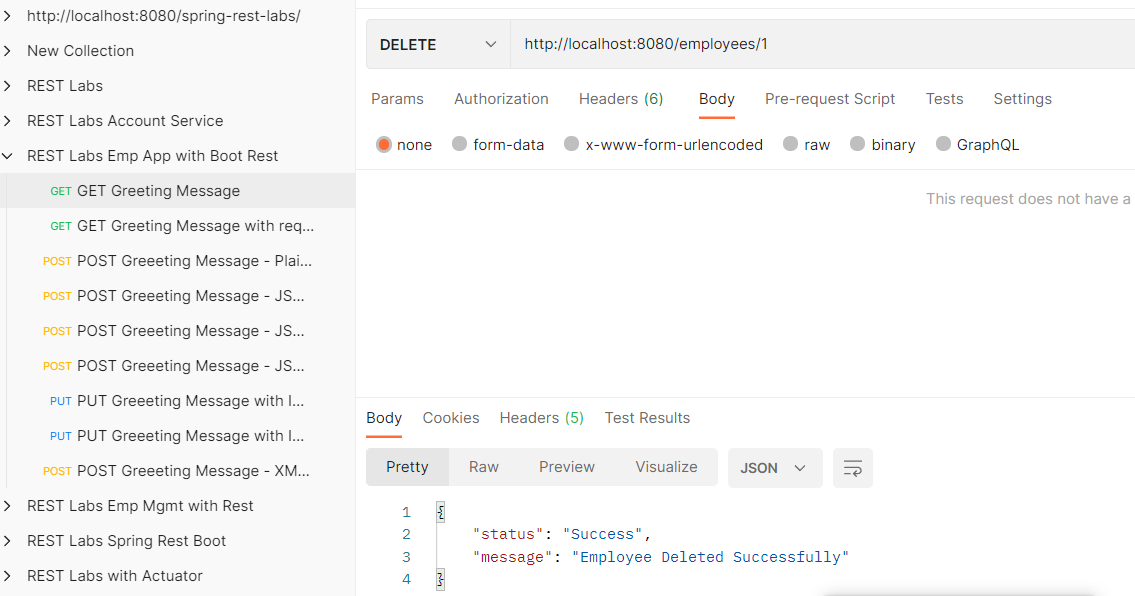 http://localhost:8080/spring-rest-labs/
New Collection
REST Labs
REST Labs Account Service
REST Labs Emp App with Boot Rest
GET GET Greeting Message
GET GET Greeting Message with req...
POST POST Greeeting Message - Plai...
POST POST Greeeting Message - JS...
POST POST Greeeting Message - JS...
POST POST Greeeting Message - JS...
PUT PUT Greeeting Message with I...
PUT PUT Greeeting Message with I...
POST POST Greeeting Message - XM...
REST Labs Emp Mgmt with Rest
REST Labs Spring Rest Boot
REST Labs with Actuator
DELETE http://localhost:8080/employees/1
Params Authorization Headers (6) Body Pre-request Script Tests Settings
none form-data x-www-form-urlencoded raw binary GraphQL
This request does not have a
Body Cookies Headers (5) Test Results
Pretty Raw Preview Visualize JSON
1 {
2 "status": "Success",
3 "message": "Employee Deleted Successfully"
4 }